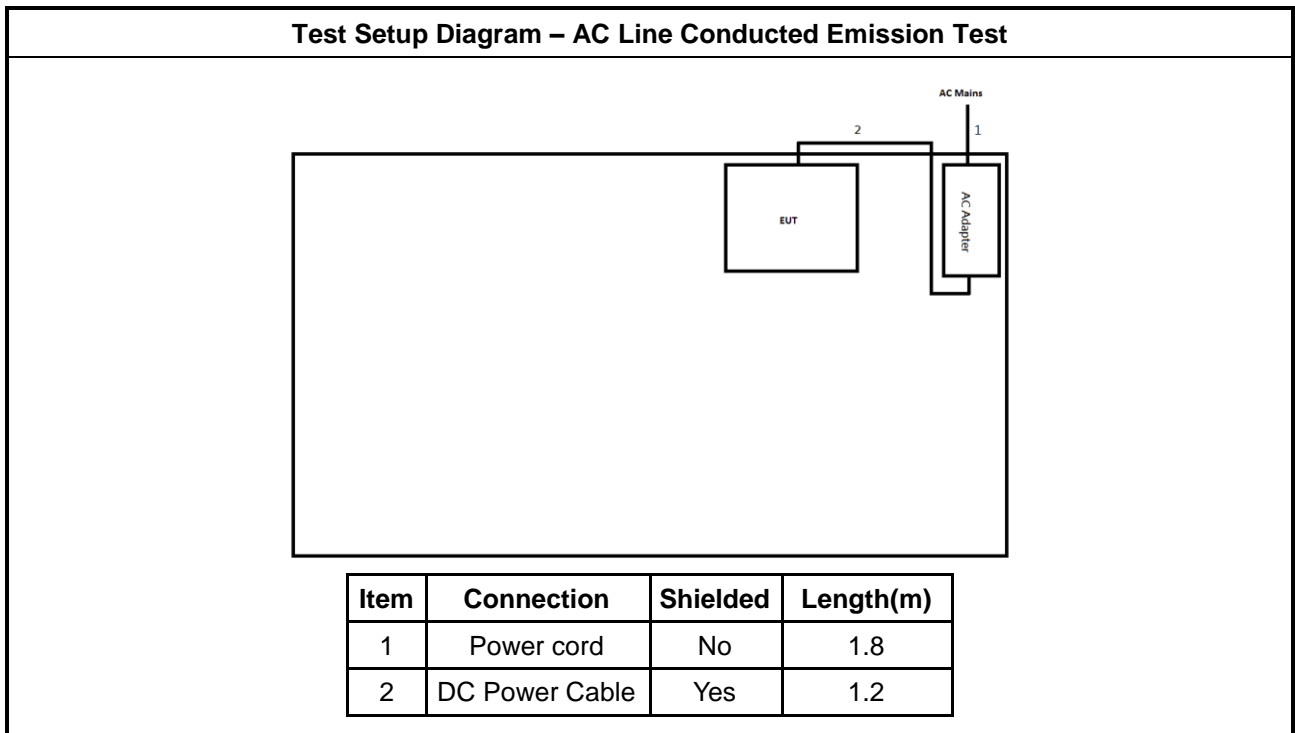 Test Setup Diagram – AC Line Conducted Emission Test
AC Mains
2
1
EUT
AC Adapter
Item Connection Shielded Length(m)
1 Power cord No 1.8
2 DC Power Cable Yes 1.2